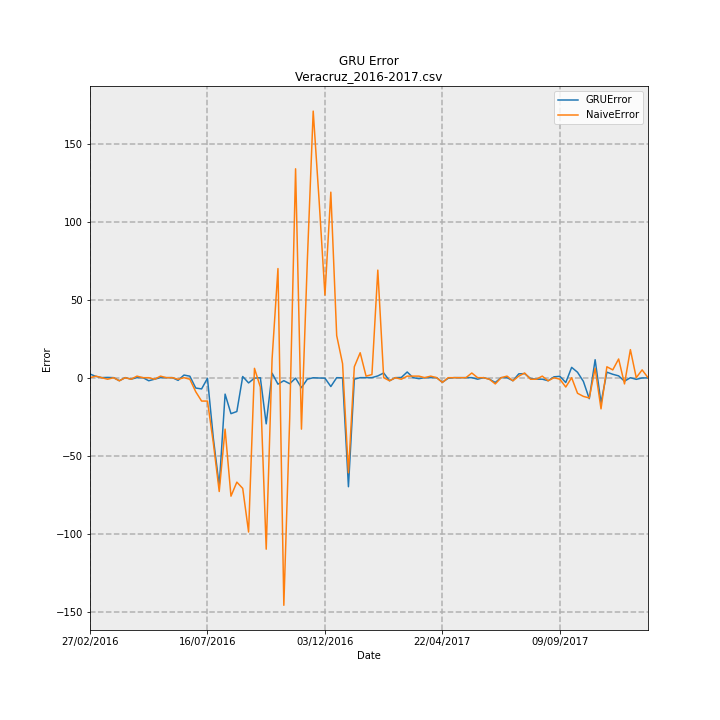 GRU Error
Veracruz_2016-2017.csv
GRUError
NaiveError
150
100
50
0
−50
−100
−150
Error
27/02/2016
16/07/2016
03/12/2016
22/04/2017
09/09/2017
Date